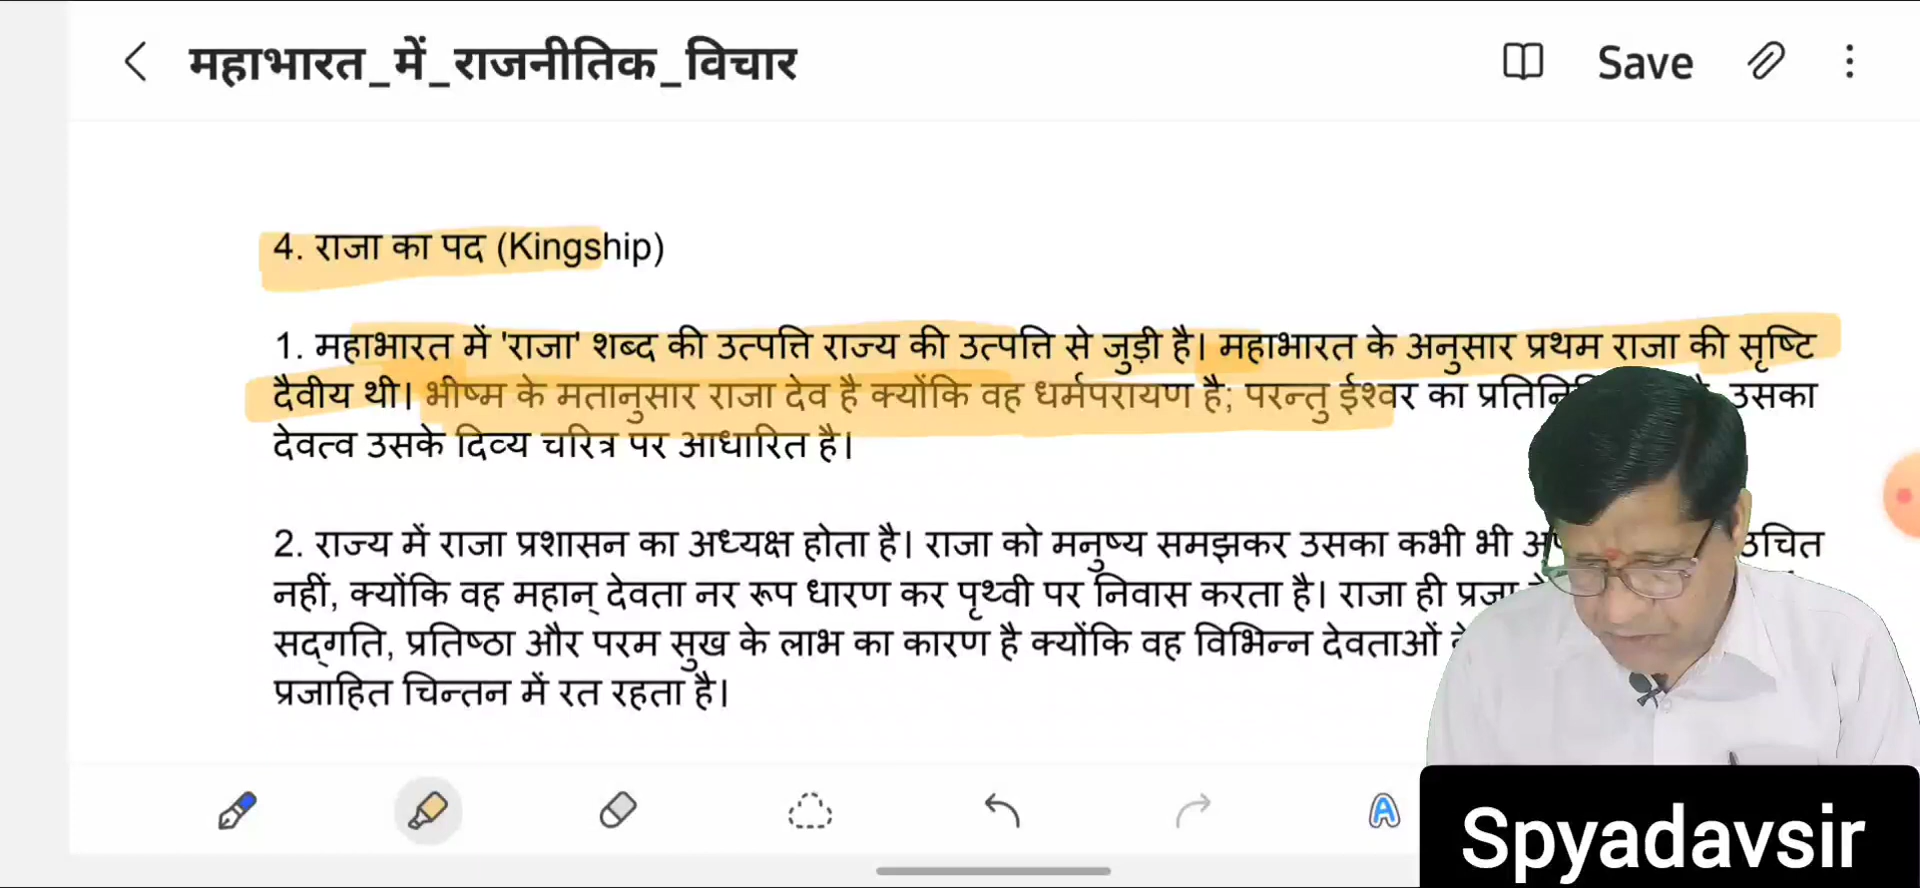 महाभारत_में_राजनीतिक_विचार
Save
4. राजा का पद (Kingship)
1. महाभारत में 'राजा' शब्द की उत्पत्ति राज्य की उत्पत्ति से जुड़ी है। महाभारत के अनुसार प्रथम राजा की सृष्टि
दैवीय थी। भीष्म के मतानुसार राजा देव है क्योंकि वह धर्मपरायण है; परन्तु ईश्वर का उसका
देवत्व उसके दिव्य चरित्र पर आधारित है।
2. राज्य में राजा प्रशासन का अध्यक्ष होता है। राजा को मनुष्य समझकर उसका कभी भी उचित
नहीं, क्योंकि वह महान् देवता नर रूप धारण कर पृथ्वी पर निवास करता है। राजा ही प्रजा
सद्गति, प्रतिष्ठा और परम सुख के लाभ का कारण है क्योंकि वह विभिन्न देवताओं
प्रजाहित चिन्तन में रत रहता है।
A
Spyadavsir